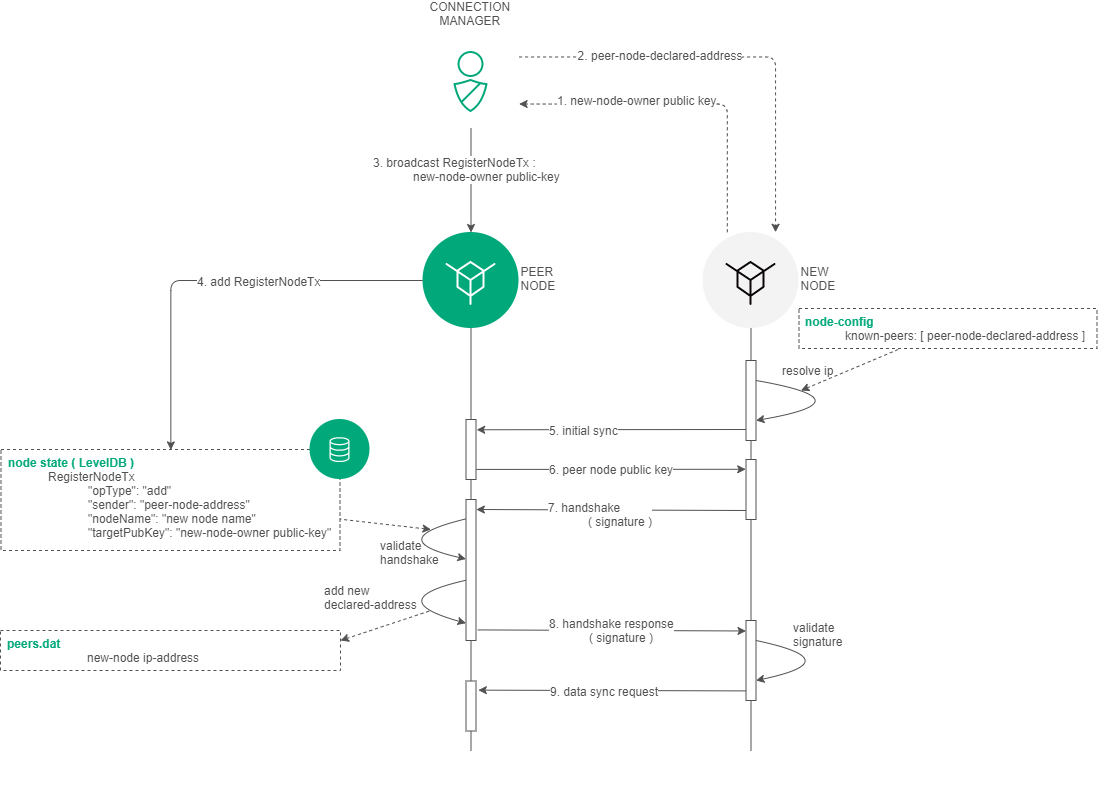 CONNECTION
MANAGER
2. peer-node-declared-address
1. new-node-owner public key
3. broadcast RegisterNodeTx :
new-node-owner public-key
4. add RegisterNodeTx
PEER
NODE
NEW
NODE
node-config
known-peers: [ peer-node-declared-address ]
resolve ip
5. initial sync
node state ( LevelDB )
RegisterNodeTx
"opType": "add"
"sender": "peer-node-address"
"nodeName": "new node name"
"targetPubKey": "new-node-owner public-key"
6. peer node public key
7. handshake
( signature )
validate
handshake
add new
declared-address
8. handshake response
( signature )
validate
signature
peers.dat
new-node ip-address
9. data sync request